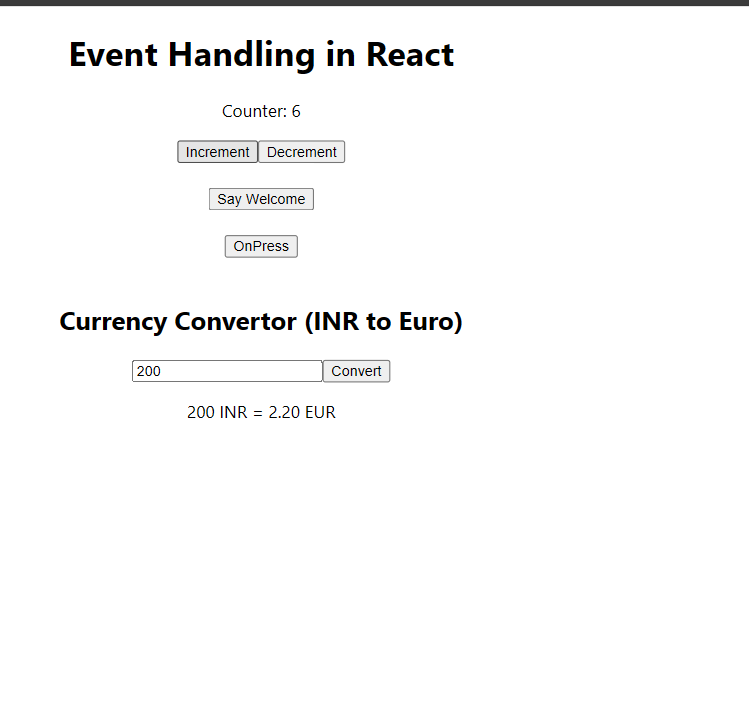 Event Handling in React
Counter: 6
Increment Decrement
Say Welcome
OnPress
Currency Convertor (INR to Euro)
200 Convert
200 INR = 2.20 EUR